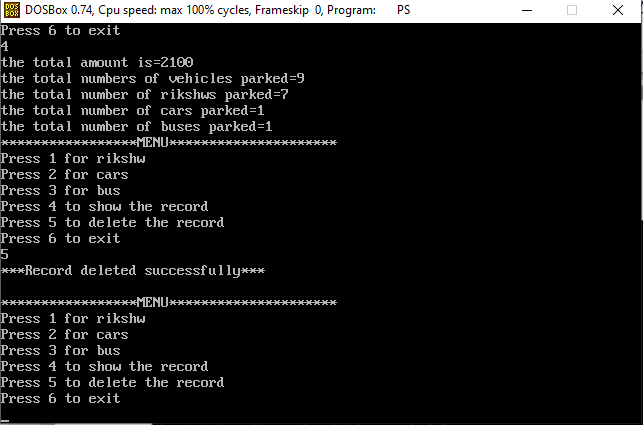 DOSBox 0.74, Cpu speed: max 100% cycles, Frameskip 0, Program: PS
Press 6 to exit
4
the total amount is=2100
the total numbers of vehicles parked=9
the total number of rikshws parked=7
the total number of cars parked=1
the total number of buses parked=1
*****************MENU*********************
Press 1 for rikshw
Press 2 for cars
Press 3 for bus
Press 4 to show the record
Press 5 to delete the record
Press 6 to exit
5
***Record deleted successfully***
*****************MENU*********************
Press 1 for rikshw
Press 2 for cars
Press 3 for bus
Press 4 to show the record
Press 5 to delete the record
Press 6 to exit